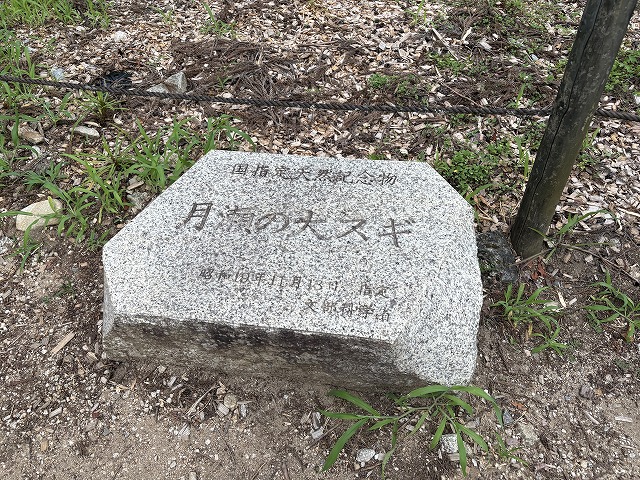 国指定天然記念物
月瀬の大スギ
昭和19年11月13日 指定
文部科学省